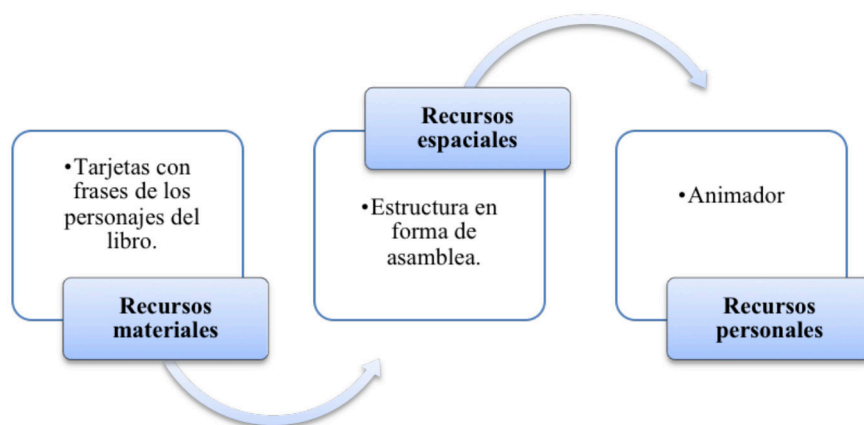 •Tarjetas con
frases de los
personajes del
libro.
Recursos
materiales
Recursos
espaciales
•Estructura en
forma de
asamblea.
•Animador
Recursos
personales